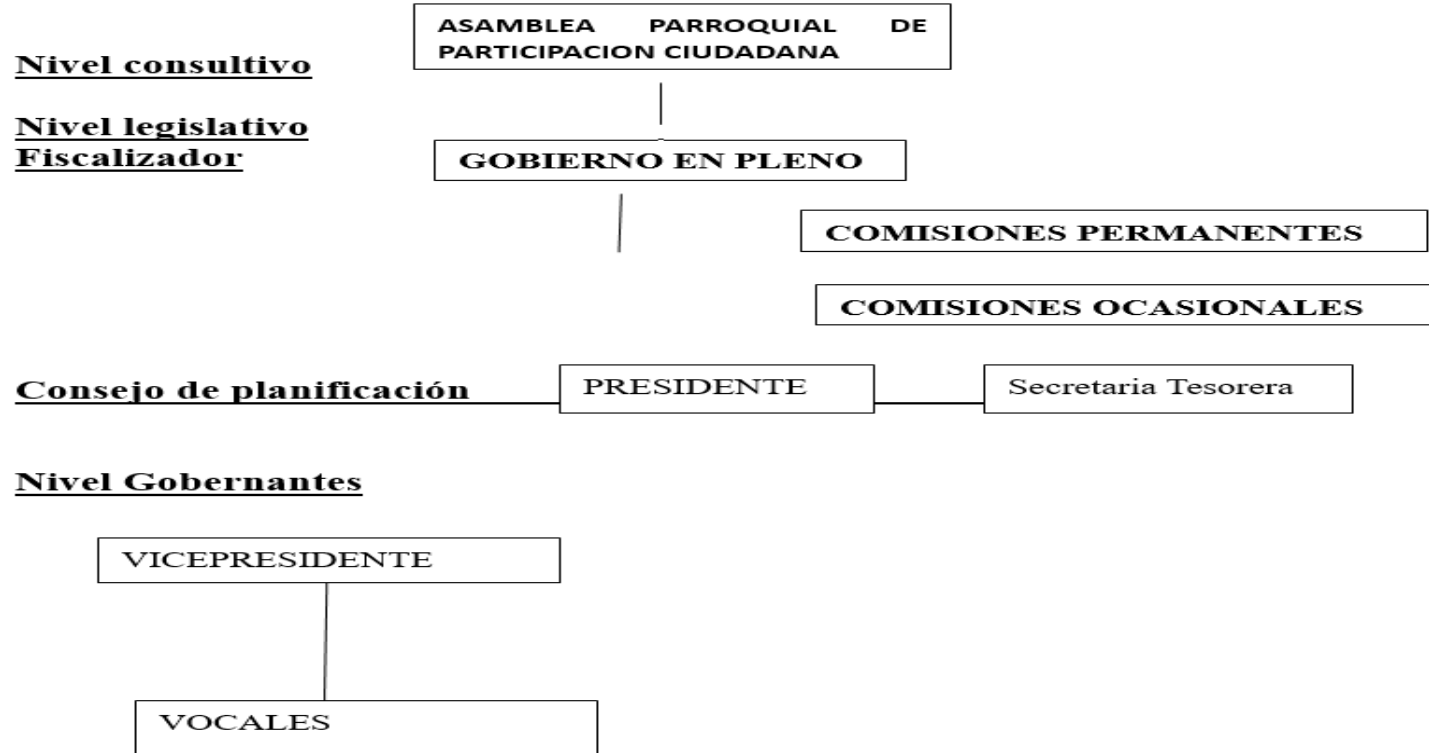 ASAMBLEA PARROQUIAL DE
PARTICIPACION CIUDADANA
Nivel consultivo
Nivel legislativo
Fiscalizador
GOBIERNO EN PLENO
COMISIONES PERMANENTES
COMISIONES OCASIONALES
Consejo de planificación
PRESIDENTE
Secretaria Tesorera
Nivel Gobernantes
VICEPRESIDENTE
VOCALES